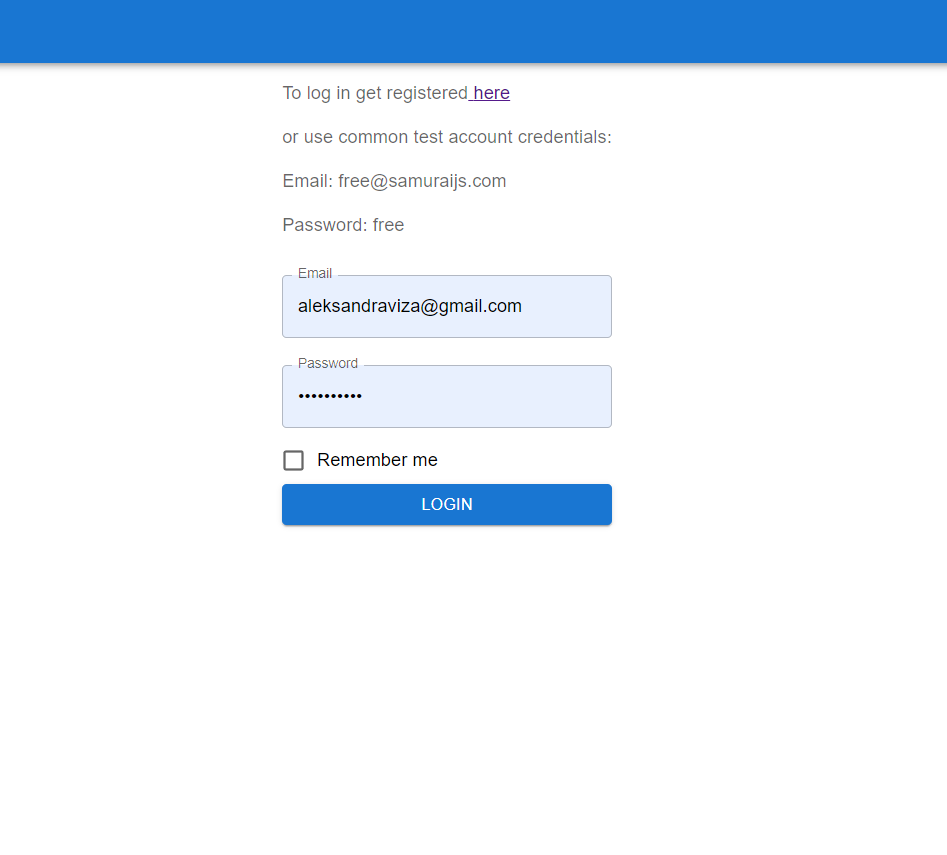 To log in get registered here
or use common test account credentials:
Email: free@samuraijs.com
Password: free
Email
aleksandraviza@gmail.com
Password
••••••••••
Remember me
LOGIN